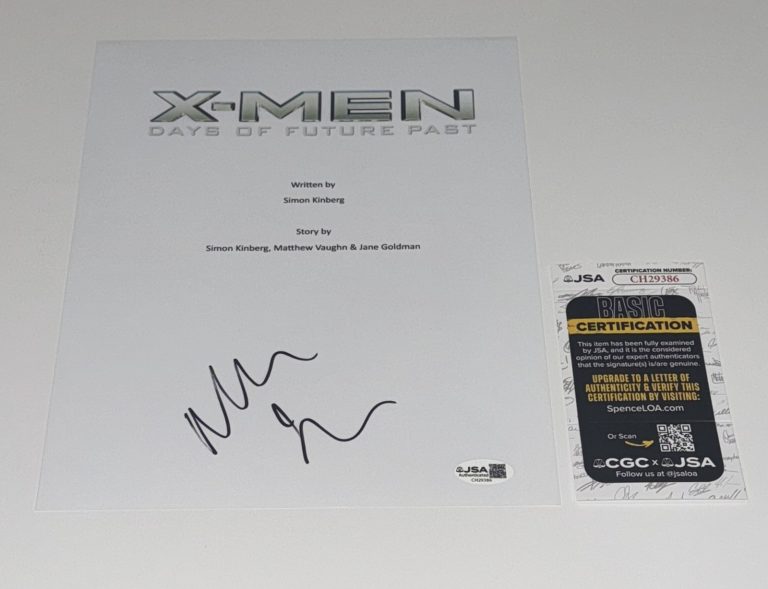 X-MEN
DAYS OF FUTURE PAST
Written by
Simon Kinberg
Story by
Simon Kinberg, Matthew Vaughn & Jane Goldman
JSA
Authenticated
CH29386
JSA
CERTIFICATION NUMBER:
CH29386
BASIC
CERTIFICATION
This item has been fully examined
by JSA, and it is the considered
opinion of our expert authenticators
that the signature(s) is/are genuine.
UPGRADE TO A LETTER OF
AUTHENTICITY & VERIFY THIS
CERTIFICATION BY VISITING:
SpenceLOA.com
Or Scan
CGC x JSA
Follow us at @jsaloa